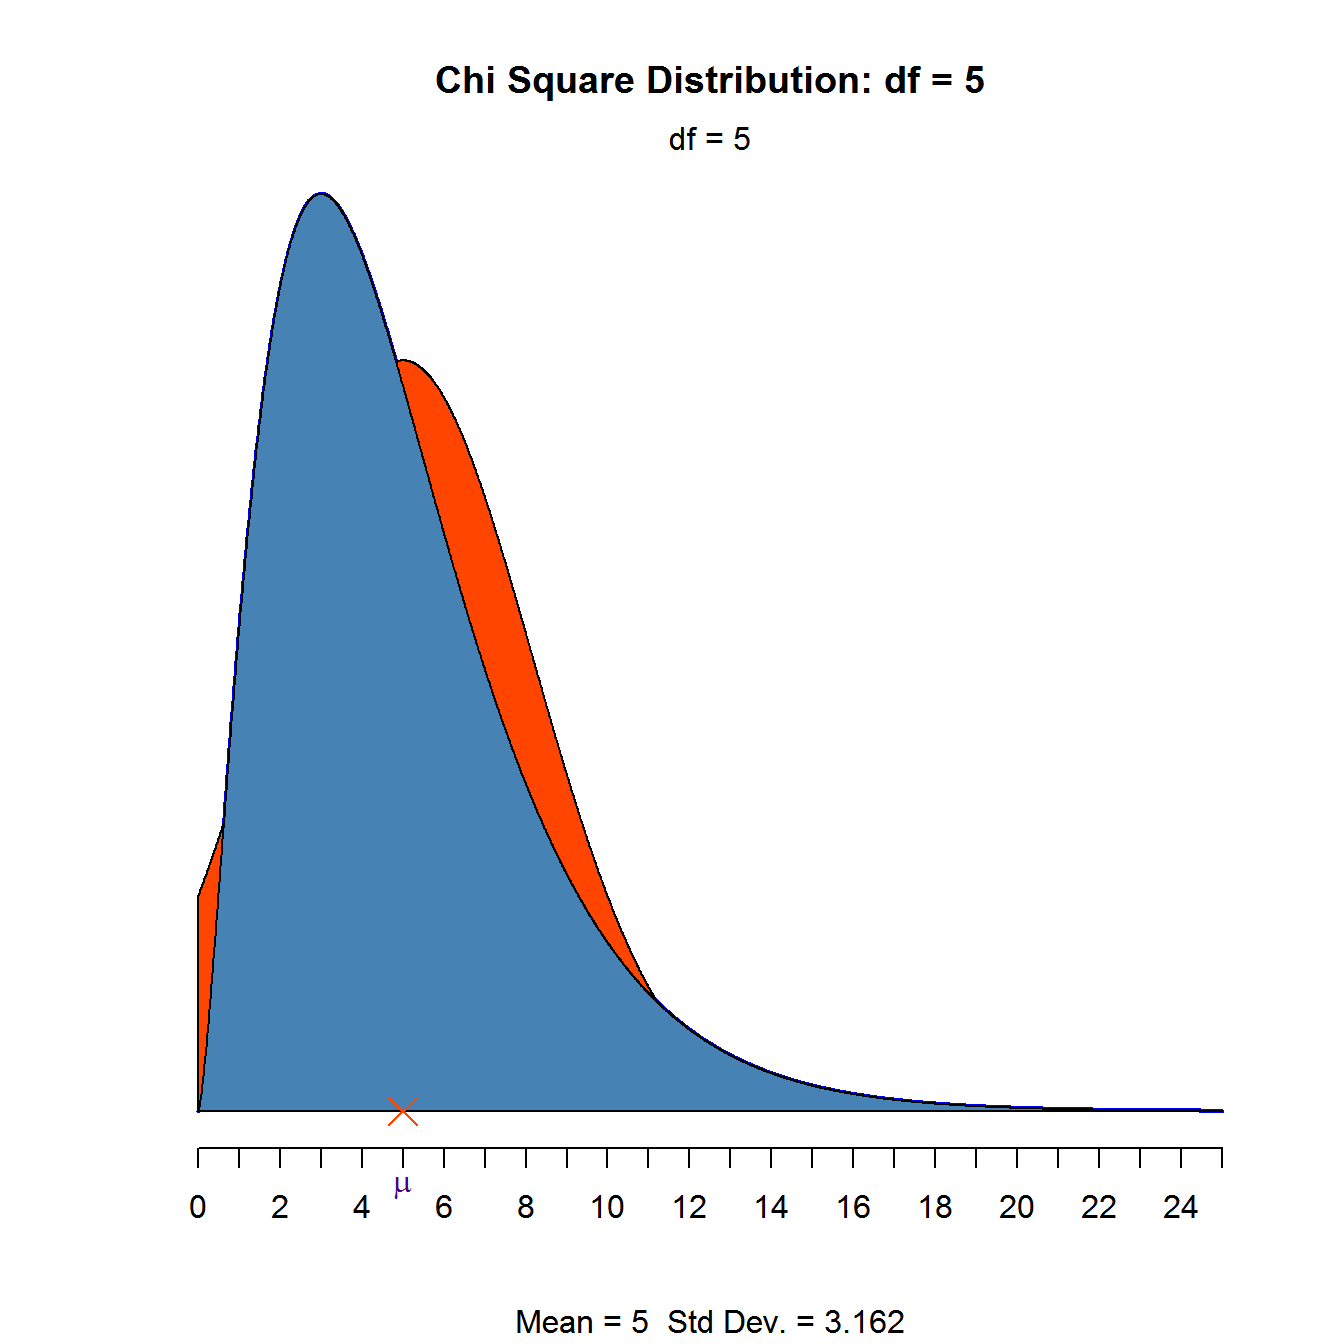 Chi Square Distribution: df = 5
df = 5
μ
0 2 4 6 8 10 12 14 16 18 20 22 24
Mean = 5 Std Dev. = 3.162